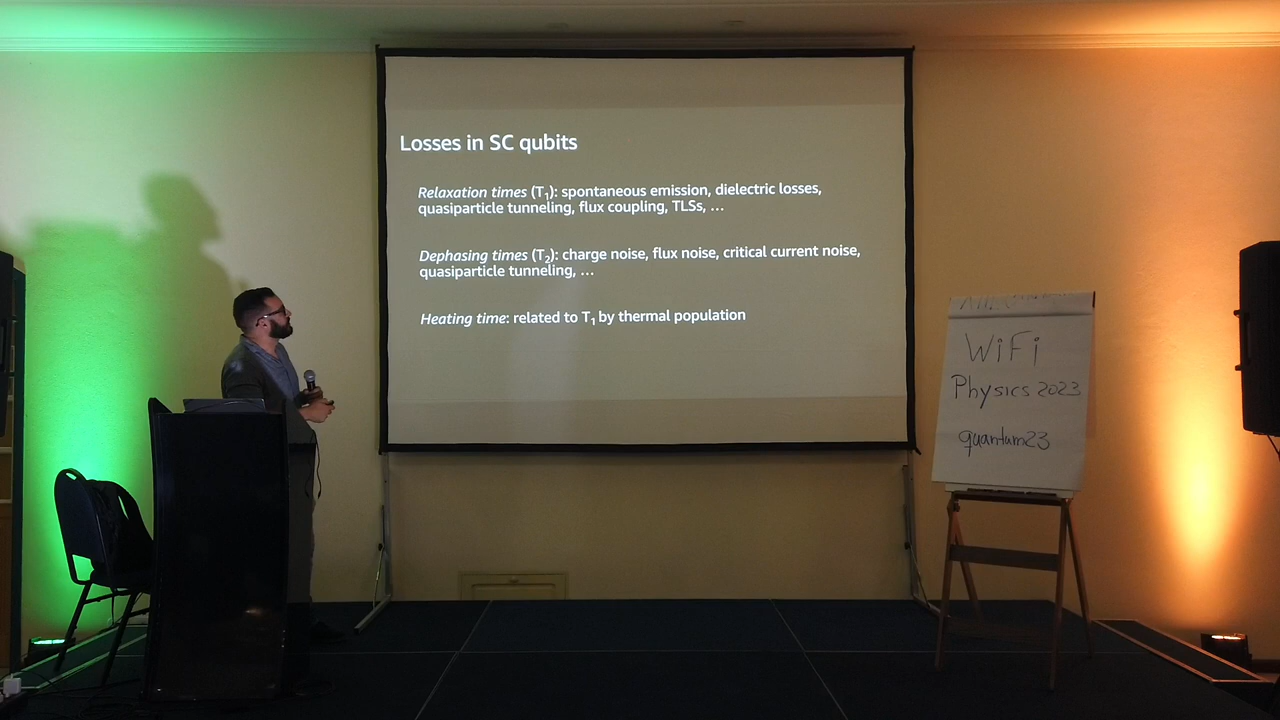 Losses in SC qubits
Relaxation times (T₁): spontaneous emission, dielectric losses,
quasiparticle tunneling, flux coupling, TLSs, …
Dephasing times (T₂): charge noise, flux noise, critical current noise,
quasiparticle tunneling, …
Heating time: related to T₁ by thermal population
WiFi
Physics 2023
quantum23